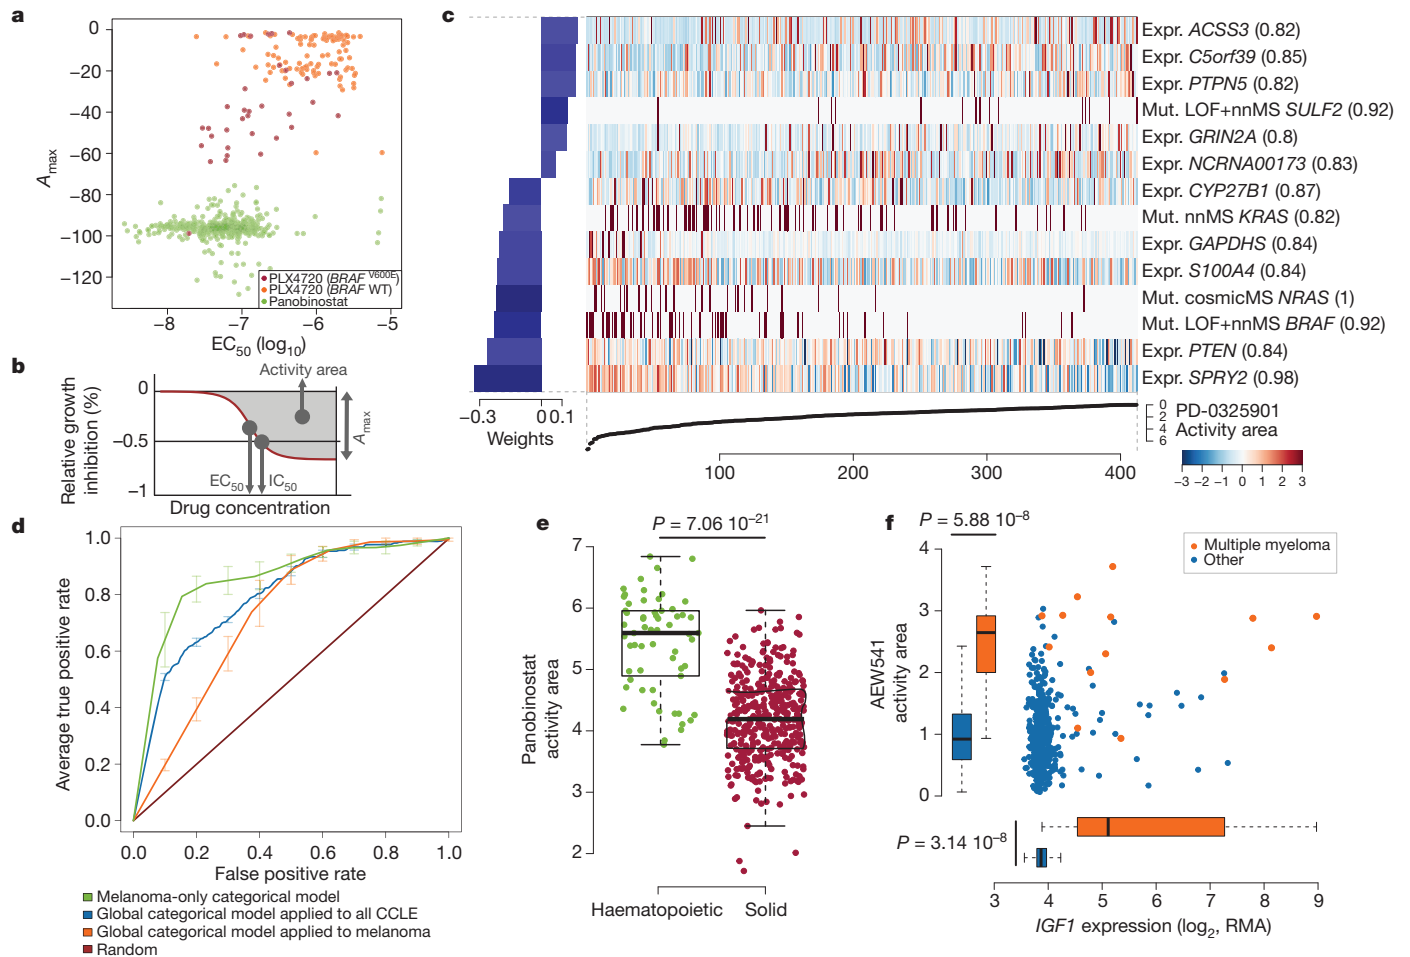 a
0
−20
−40
−60
−80
−100
−120
Amax
−8
−7
−6
−5
EC50 (log10)
PLX4720 (BRAF V600E)
PLX4720 (BRAF WT)
Panobinostat
b
Activity area
0
−0.5
−1
Relative growth
inhibition (%)
Amax
EC50
IC50
Drug concentration
c
Expr. ACSS3 (0.82)
Expr. C5orf39 (0.85)
Expr. PTPN5 (0.82)
Mut. LOF+nnMS SULF2 (0.92)
Expr. GRIN2A (0.8)
Expr. NCRNA00173 (0.83)
Expr. CYP27B1 (0.87)
Mut. nnMS KRAS (0.82)
Expr. GAPDHS (0.84)
Expr. S100A4 (0.84)
Mut. cosmicMS NRAS (1)
Mut. LOF+nnMS BRAF (0.92)
Expr. PTEN (0.84)
Expr. SPRY2 (0.98)
−0.3
0
0.1
Weights
0
2
4
6
PD-0325901
Activity area
100
200
300
400
−3 −2 −1 0 1 2 3
d
1.0
0.8
0.6
0.4
0.2
0.0
Average true positive rate
0.0
0.2
0.4
0.6
0.8
1.0
False positive rate
Melanoma-only categorical model
Global categorical model applied to all CCLE
Global categorical model applied to melanoma
Random
e
P = 7.06 10−21
7
6
5
4
3
2
Panobinostat
activity area
Haematopoietic
Solid
f
P = 5.88 10−8
Multiple myeloma
Other
4
3
2
1
0
AEW541
activity area
P = 3.14 10−8
3
4
5
6
7
8
9
IGF1 expression (log2, RMA)